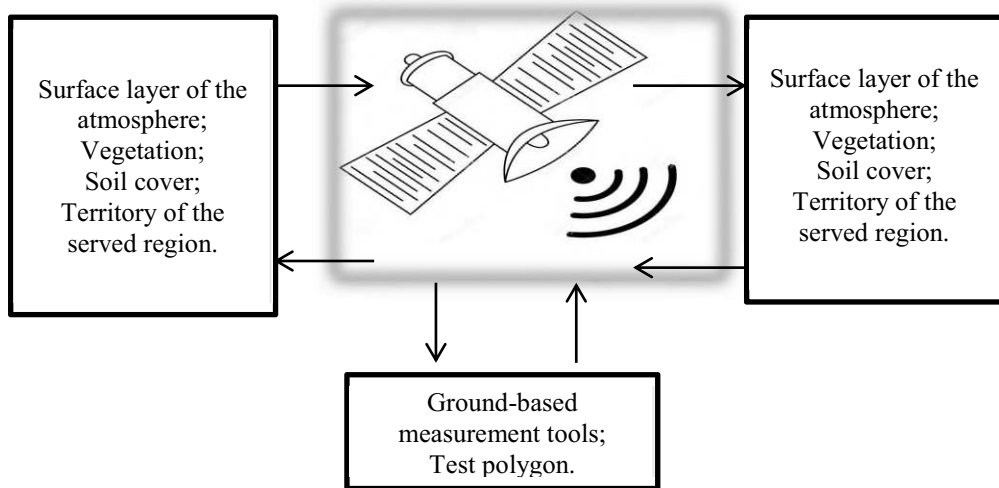 Surface layer of the
atmosphere;
Vegetation;
Soil cover;
Territory of the
served region.
Surface layer of the
atmosphere;
Vegetation;
Soil cover;
Territory of the
served region.
Ground-based
measurement tools;
Test polygon.